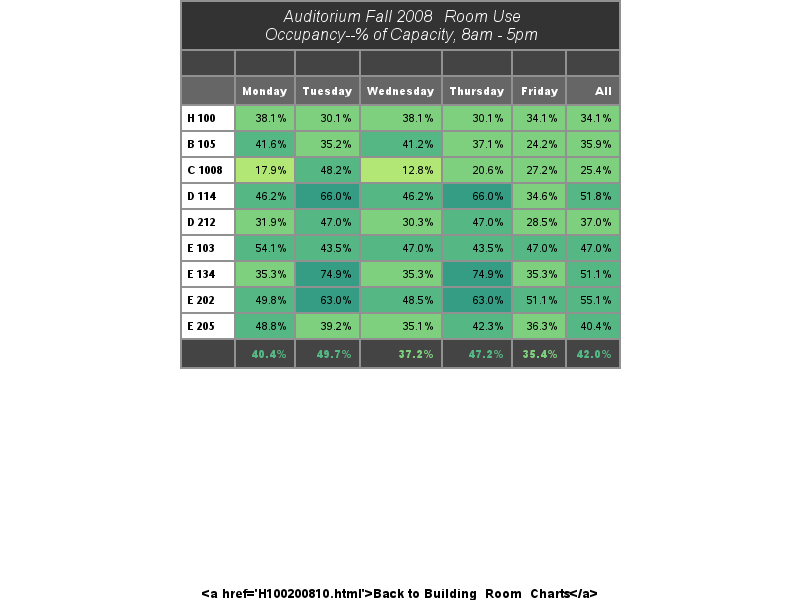 Auditorium Fall 2008 Room Use
Occupancy--% of Capacity, 8am - 5pm
Monday Tuesday Wednesday Thursday Friday All
H 100 38.1% 30.1% 38.1% 30.1% 34.1% 34.1%
B 105 41.6% 35.2% 41.2% 37.1% 24.2% 35.9%
C 1008 17.9% 48.2% 12.8% 20.6% 27.2% 25.4%
D 114 46.2% 66.0% 46.2% 66.0% 34.6% 51.8%
D 212 31.9% 47.0% 30.3% 47.0% 28.5% 37.0%
E 103 54.1% 43.5% 47.0% 43.5% 47.0% 47.0%
E 134 35.3% 74.9% 35.3% 74.9% 35.3% 51.1%
E 202 49.8% 63.0% 48.5% 63.0% 51.1% 55.1%
E 205 48.8% 39.2% 35.1% 42.3% 36.3% 40.4%
40.4% 49.7% 37.2% 47.2% 35.4% 42.0%
<a href='H100200810.html'>Back to Building Room Charts</a>